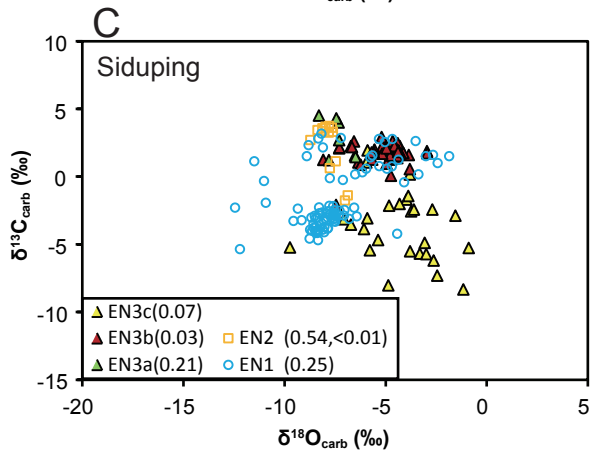 carb
C
Siduping
10
5
0
-5
-10
-15
δ13Ccarb (‰)
EN3c(0.07)
EN3b(0.03) EN2 (0.54,<0.01)
EN3a(0.21) EN1 (0.25)
-20 -15 -10 -5 0 5
δ18Ocarb (‰)